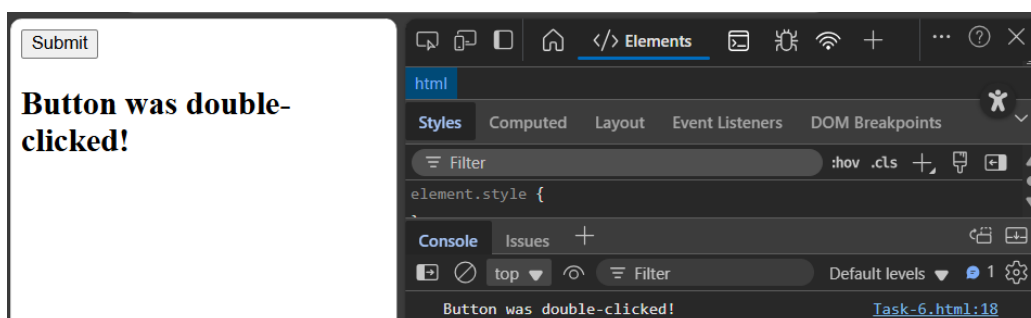 Submit
Button was double-
clicked!
</> Elements
html
Styles Computed Layout Event Listeners DOM Breakpoints
Filter :hov .cls
element.style {
Console Issues
top Filter Default levels 1
Button was double-clicked! Task-6.html:18